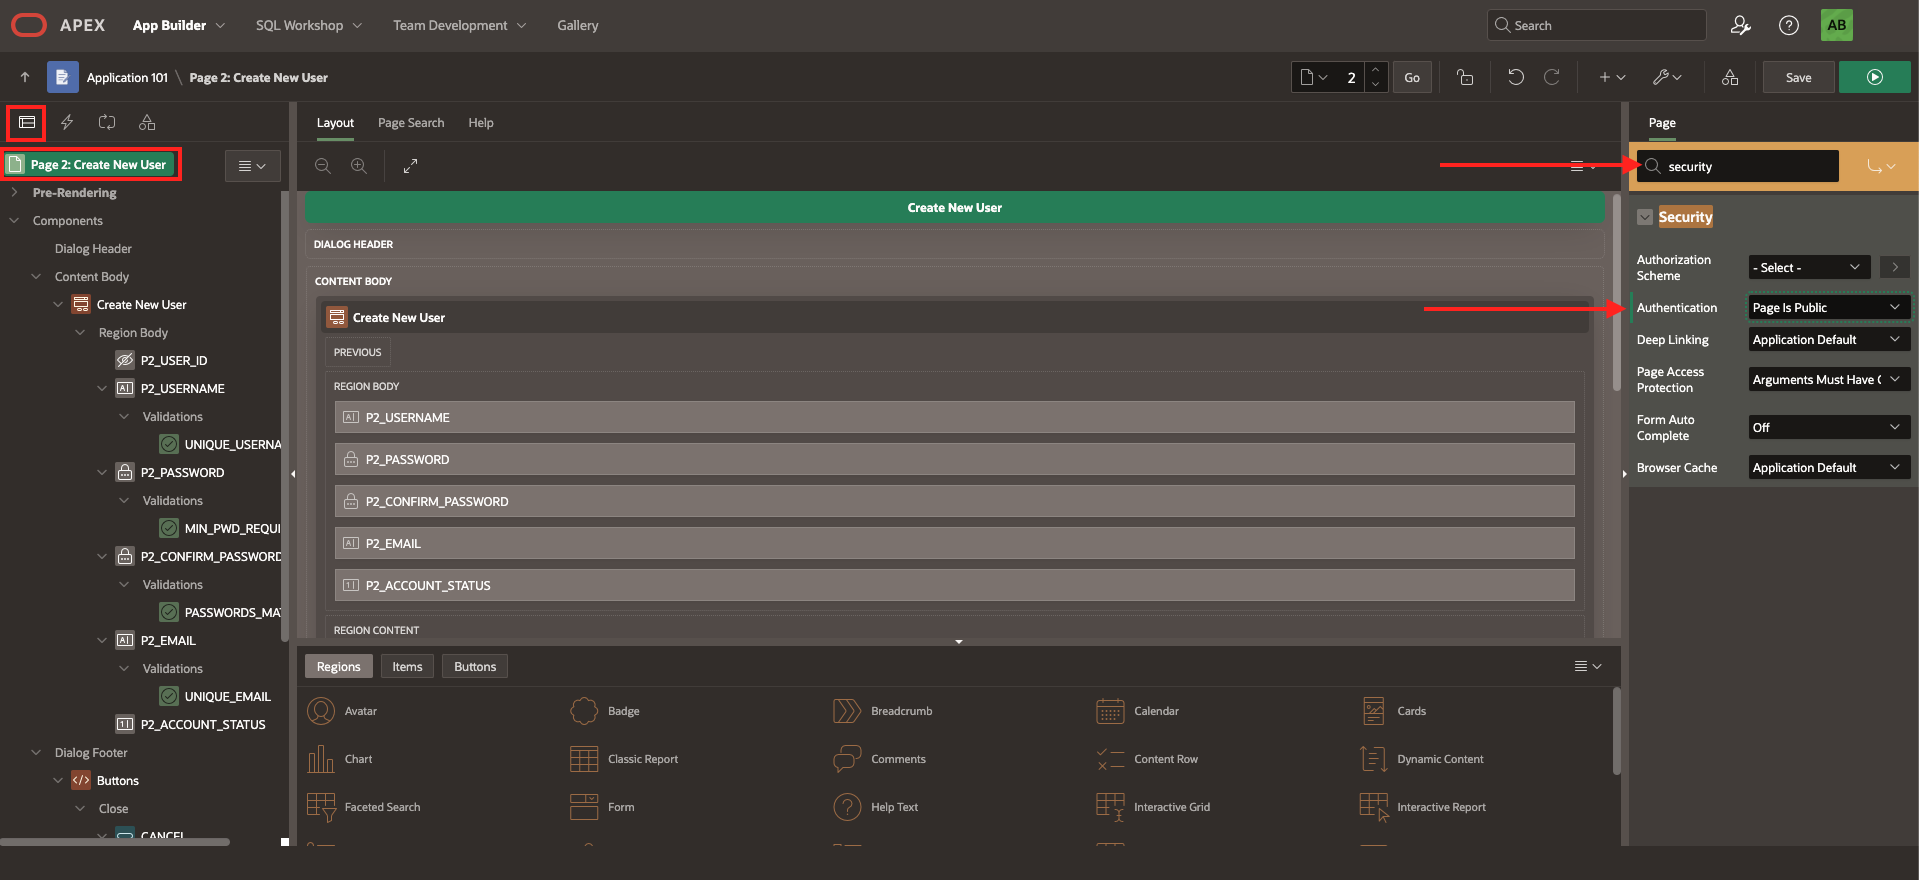 APEX
App Builder
SQL Workshop
Team Development
Gallery
Search
AB
Application 101 \ Page 2: Create New User
2
Go
Save
Page 2: Create New User
Pre-Rendering
Components
Dialog Header
Content Body
Create New User
Region Body
P2_USER_ID
P2_USERNAME
Validations
UNIQUE_USERNA
P2_PASSWORD
Validations
MIN_PWD_REQUI
P2_CONFIRM_PASSWORD
Validations
PASSWORDS_MA
P2_EMAIL
Validations
UNIQUE_EMAIL
P2_ACCOUNT_STATUS
Dialog Footer
Buttons
Close
CANCEL
Layout
Page Search
Help
Create New User
DIALOG HEADER
CONTENT BODY
Create New User
PREVIOUS
REGION BODY
P2_USERNAME
P2_PASSWORD
P2_CONFIRM_PASSWORD
P2_EMAIL
P2_ACCOUNT_STATUS
REGION CONTENT
Regions
Items
Buttons
Avatar
Badge
Breadcrumb
Calendar
Cards
Chart
Classic Report
Comments
Content Row
Dynamic Content
Faceted Search
Form
Help Text
Interactive Grid
Interactive Report
Page
security
Security
Authorization Scheme
- Select -
Authentication
Page Is Public
Deep Linking
Application Default
Page Access Protection
Arguments Must Have C
Form Auto Complete
Off
Browser Cache
Application Default